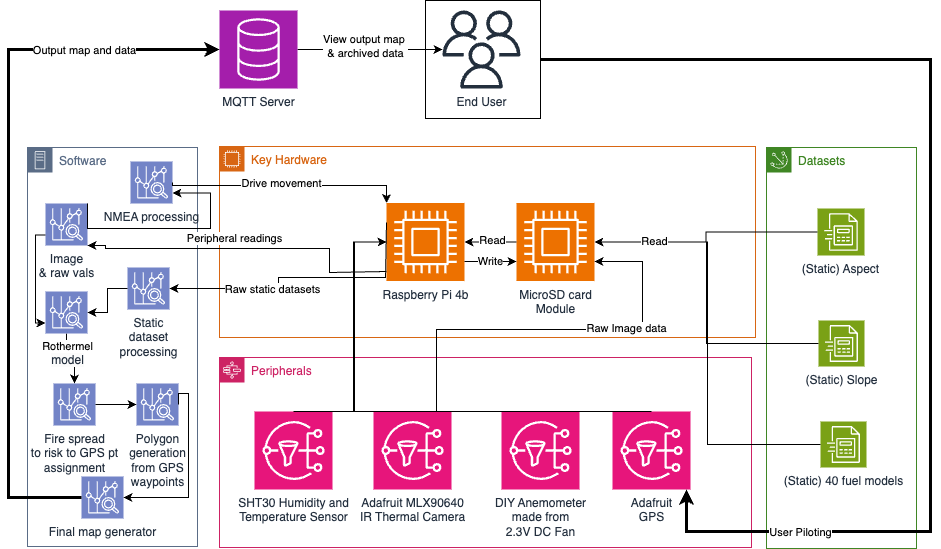 Output map and data
View output map
& archived data
MQTT Server
End User
Software
Key Hardware
Datasets
NMEA processing
Drive movement
Image
& raw vals
Peripheral readings
Read
Write
Read
Raspberry Pi 4b
MicroSD card
Module
Raw static datasets
Static
dataset
processing
Raw Image data
(Static) Aspect
(Static) Slope
(Static) 40 fuel models
Rothermel
model
Fire spread
to risk to GPS pt
assignment
Polygon
generation
from GPS
waypoints
Final map generator
Peripherals
SHT30 Humidity and
Temperature Sensor
Adafruit MLX90640
IR Thermal Camera
DIY Anemometer
made from
2.3V DC Fan
Adafruit
GPS
User Piloting